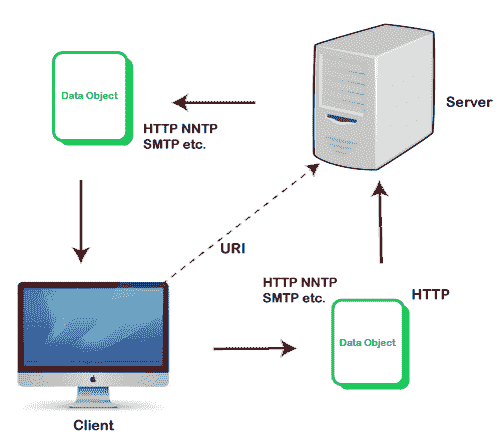 Data Object
HTTP NNTP
SMTP etc.
Server
URI
HTTP NNTP
SMTP etc.
HTTP
Data Object
Client